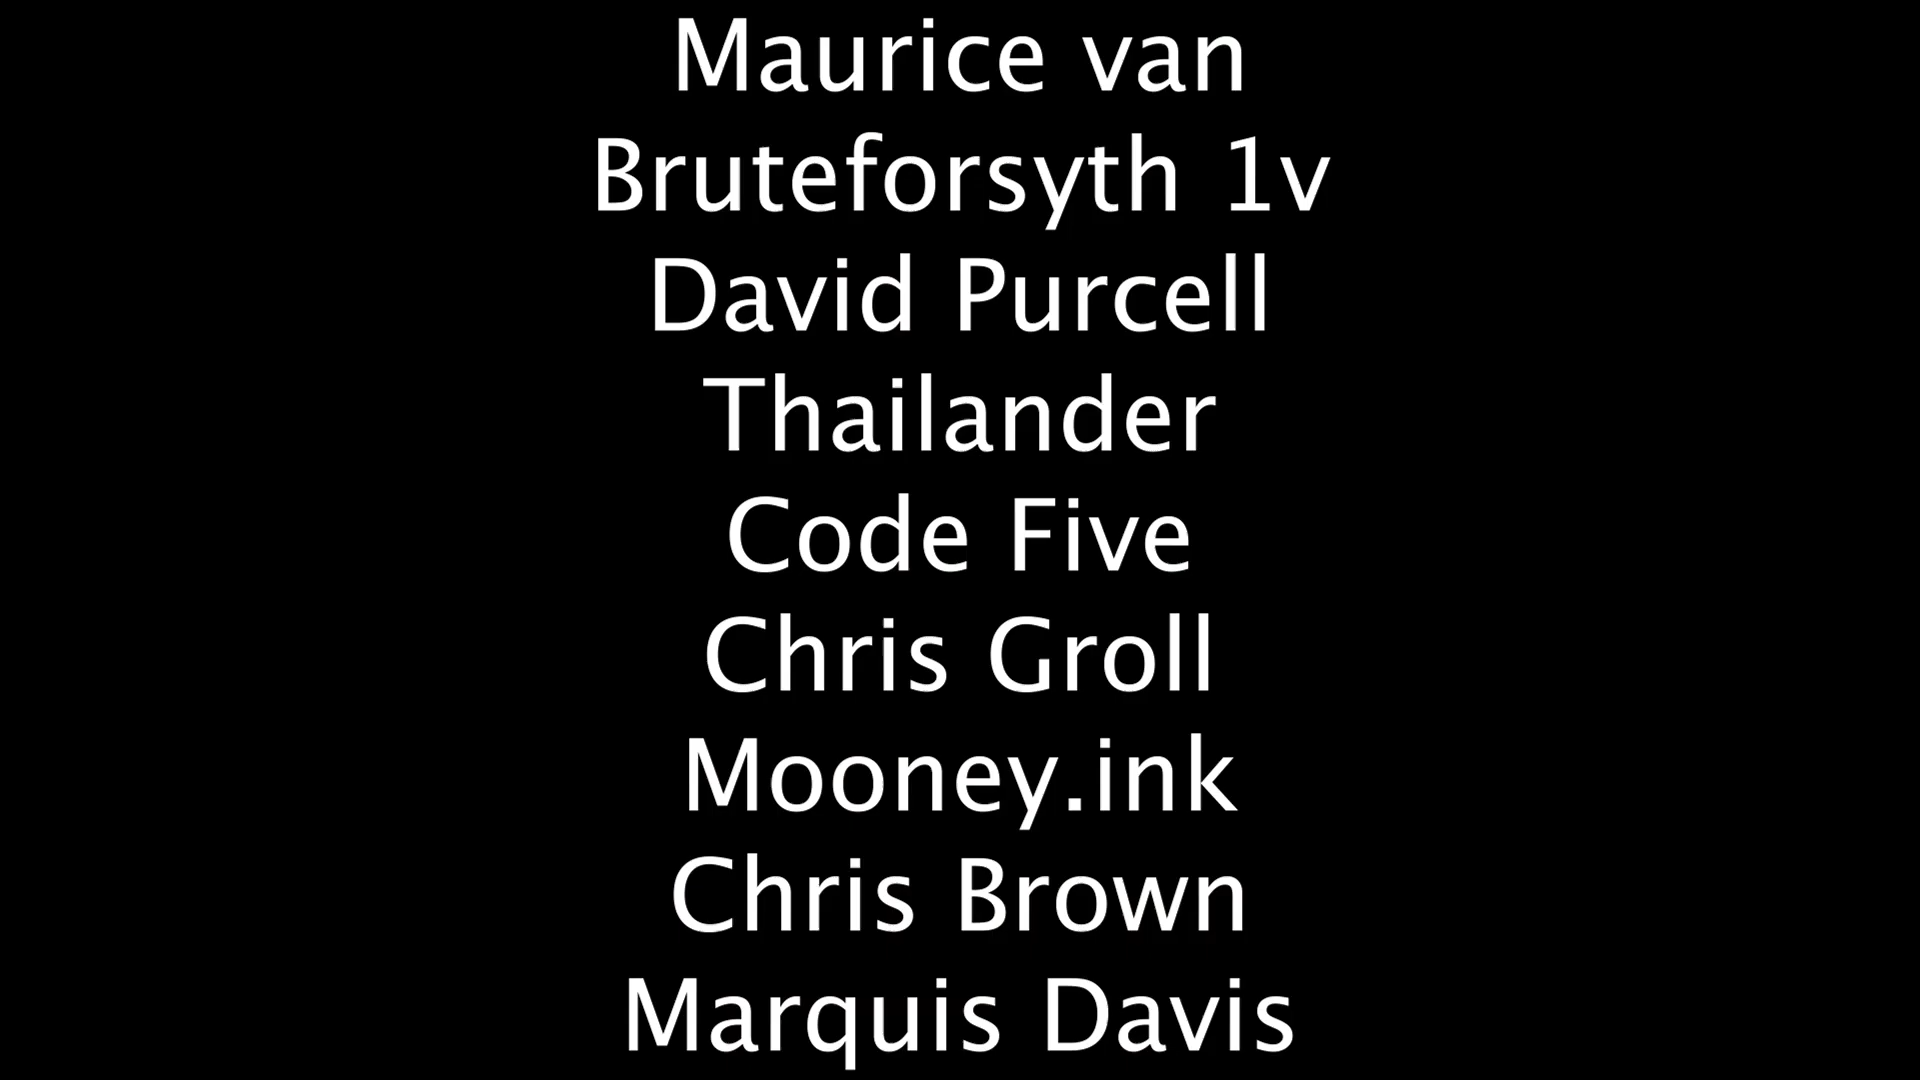 Maurice van
Bruteforsyth 1v
David Purcell
Thailander
Code Five
Chris Groll
Mooney.ink
Chris Brown
Marquis Davis